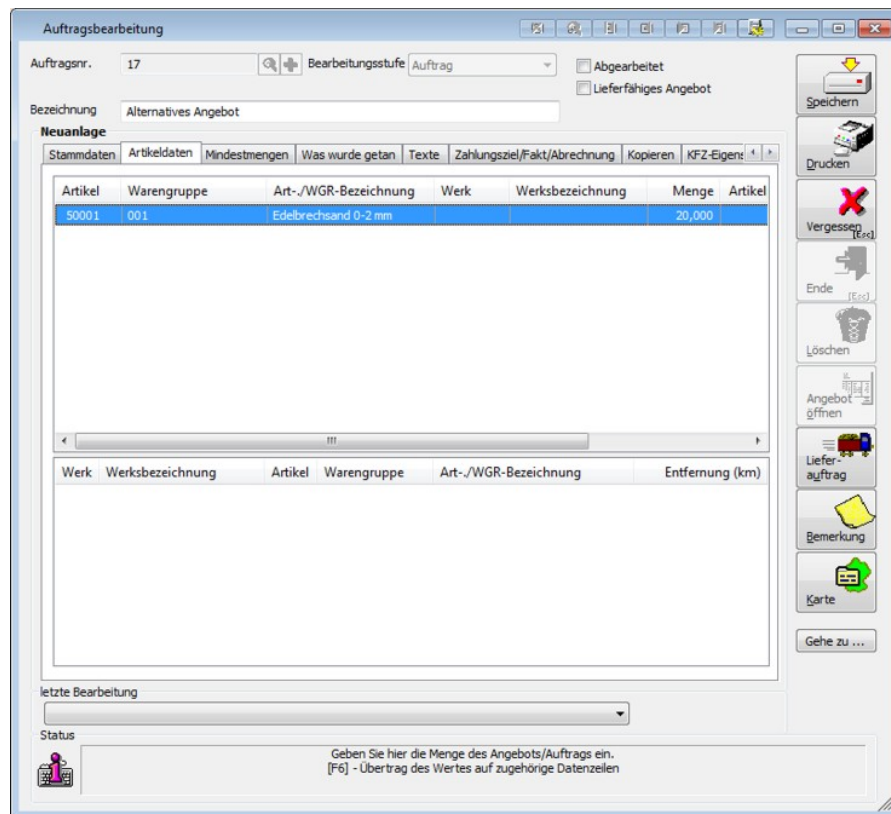 Auftragsbearbeitung
Auftragsnr. 17 Bearbeitungsstufe Auftrag Abgearbeitet
Lieferfähiges Angebot
Bezeichnung Alternatives Angebot
Neuanlage
Stammdaten Artikeldaten Mindestmengen Was wurde getan Texte Zahlungsziel/Fakt/Abrechnung Kopieren KFZ-Eigens
Artikel Warengruppe Art-./WGR-Bezeichnung Werk Werksbezeichnung Menge Artikel
S0001 001 Edelbrechsand 0-2 mm 20,000
Werk Werksbezeichnung Artikel Warengruppe Art-./WGR-Bezeichnung Entfernung (km)
letzte Bearbeitung
Status
Geben Sie hier die Menge des Angebots/Auftrags ein.
[F6] - Übertrag des Wertes auf zugehörige Datenzeilen
Speichern
Drucken
Vergessen [Esc]
Ende [Esc]
Löschen
Angebot
öffnen
Liefer-
auftrag
Bemerkung
Karte
Gehe zu ...